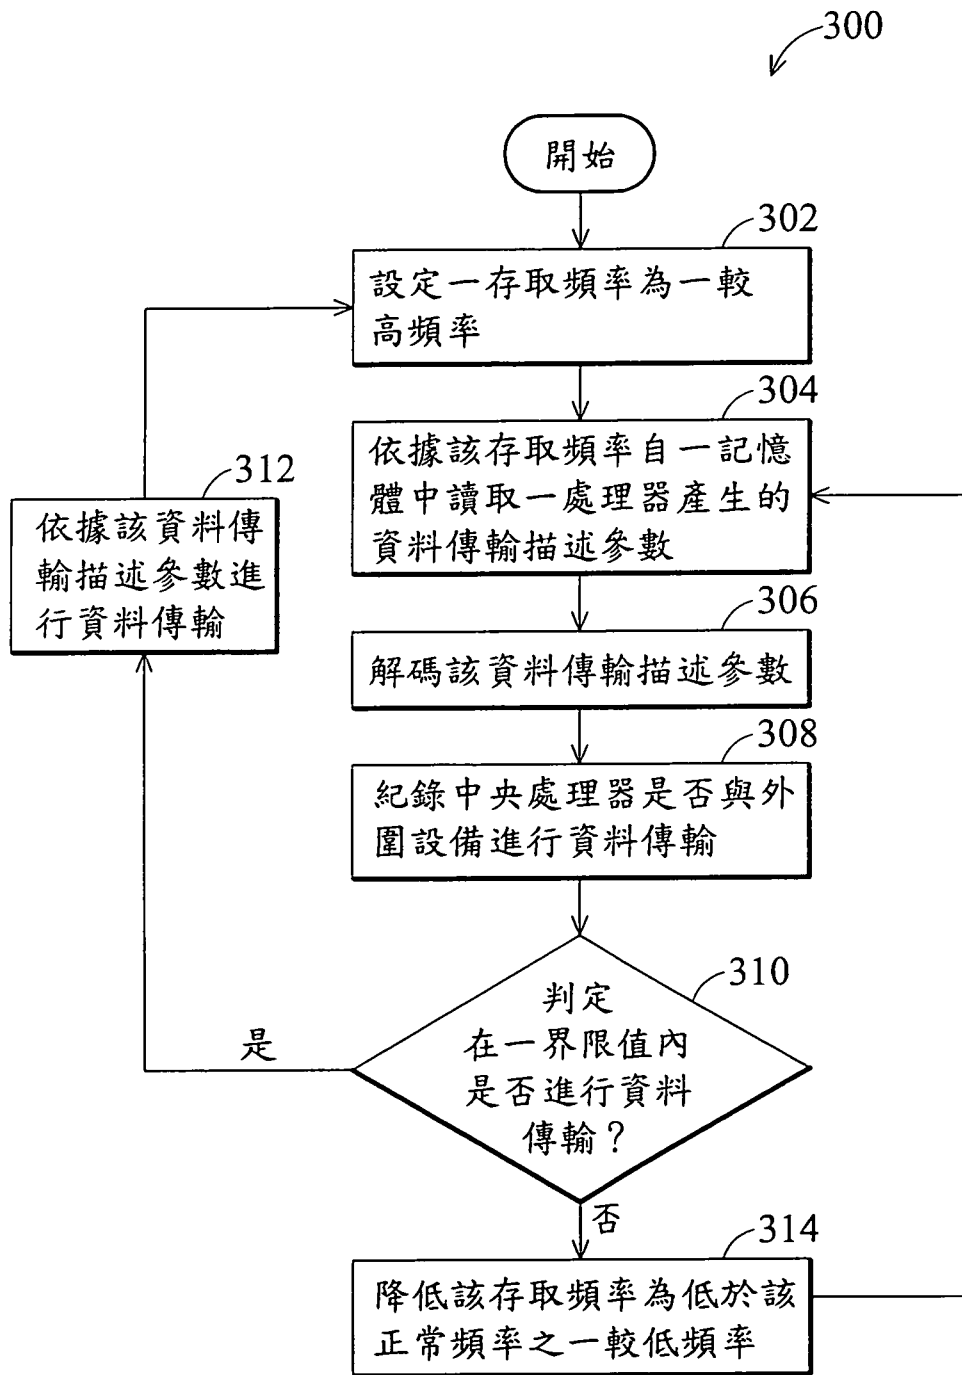 300
開始
302
設定一存取頻率為一較
高頻率
304
依據該存取頻率自一記憶
體中讀取一處理器產生的
資料傳輸描述參數
312
依據該資料傳
輸描述參數進
行資料傳輸
306
解碼該資料傳輸描述參數
308
紀錄中央處理器是否與外
圍設備進行資料傳輸
310
判定
在一界限值內
是否進行資料
傳輸？
是
否
314
降低該存取頻率為低於該
正常頻率之一較低頻率